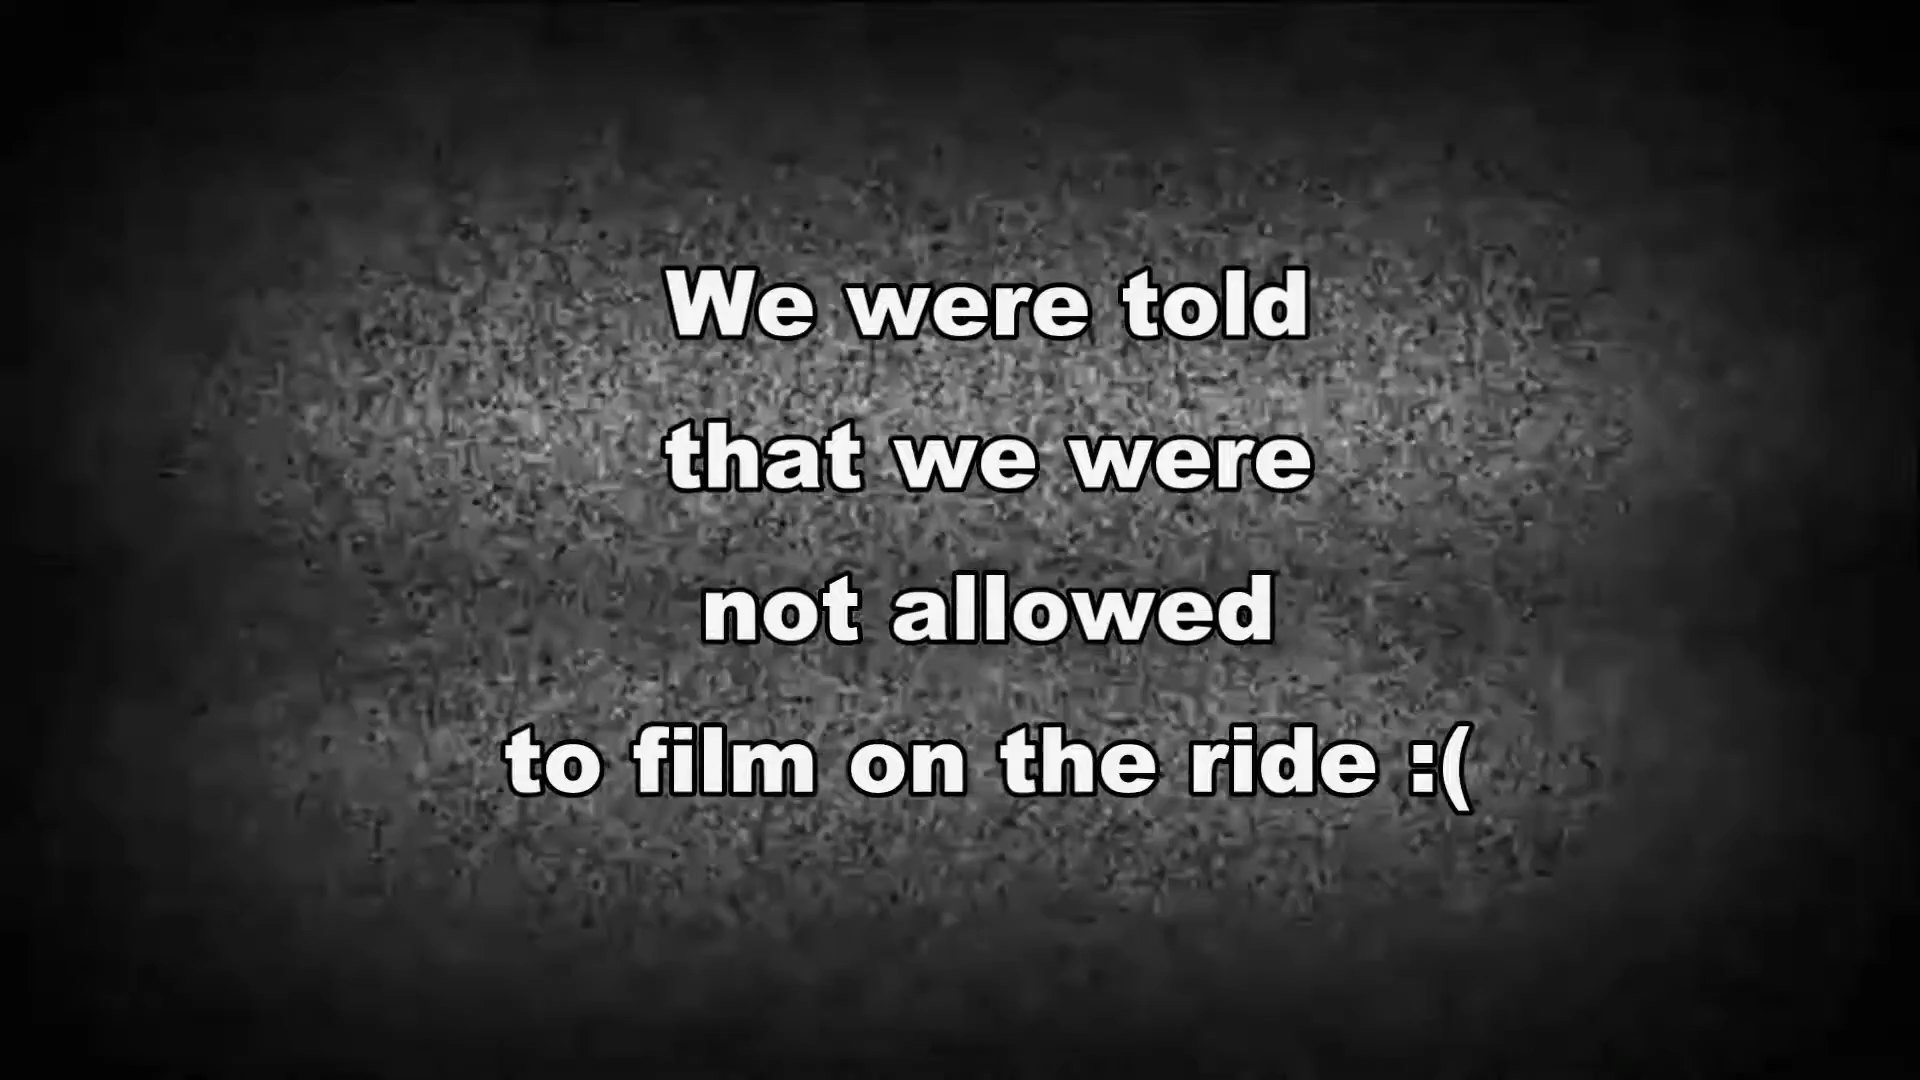 We were told
that we were
not allowed
to film on the ride :(